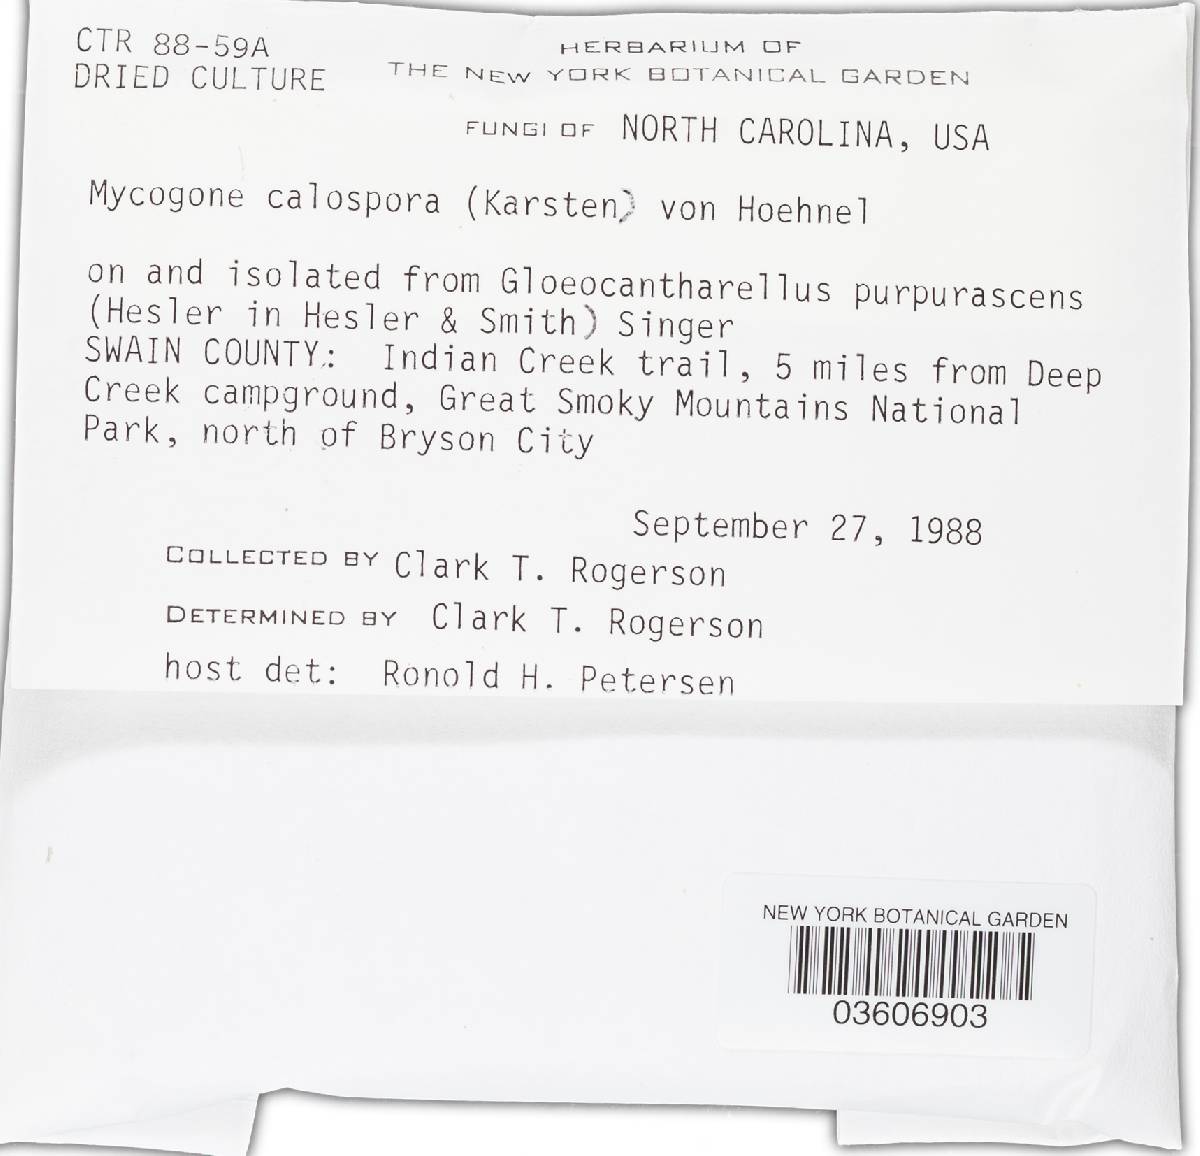 CTR 88-59A
DRIED CULTURE
HERBARIUM OF
THE NEW YORK BOTANICAL GARDEN
FUNGI OF NORTH CAROLINA, USA
Mycogone calospora (Karsten) von Hoehnel
on and isolated from Gloeocantharellus purpurascens
(Hesler in Hesler & Smith) Singer
SWAIN COUNTY: Indian Creek trail, 5 miles from Deep
Creek campground, Great Smoky Mountains National
Park, north of Bryson City
September 27, 1988
COLLECTED BY Clark T. Rogerson
DETERMINED BY Clark T. Rogerson
host det: Ronold H. Petersen
NEW YORK BOTANICAL GARDEN
03606903